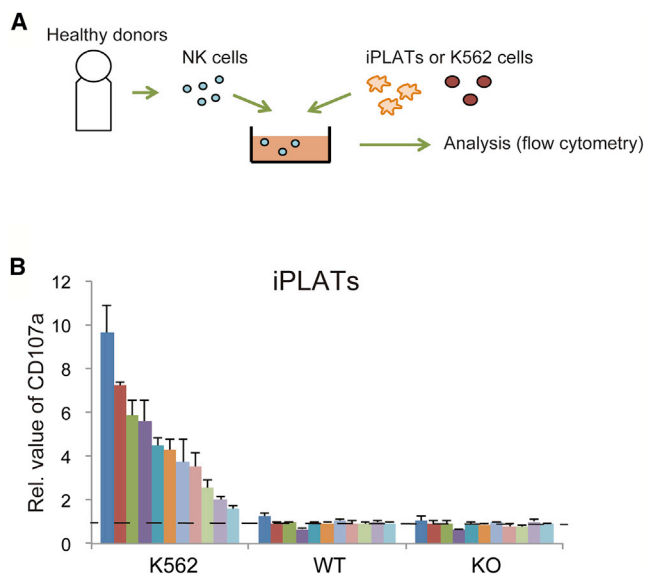 A
Healthy donors
NK cells
iPLATs or K562 cells
Analysis (flow cytometry)
B
iPLATs
Rel. value of CD107a
12
10
8
6
4
2
0
K562
WT
KO